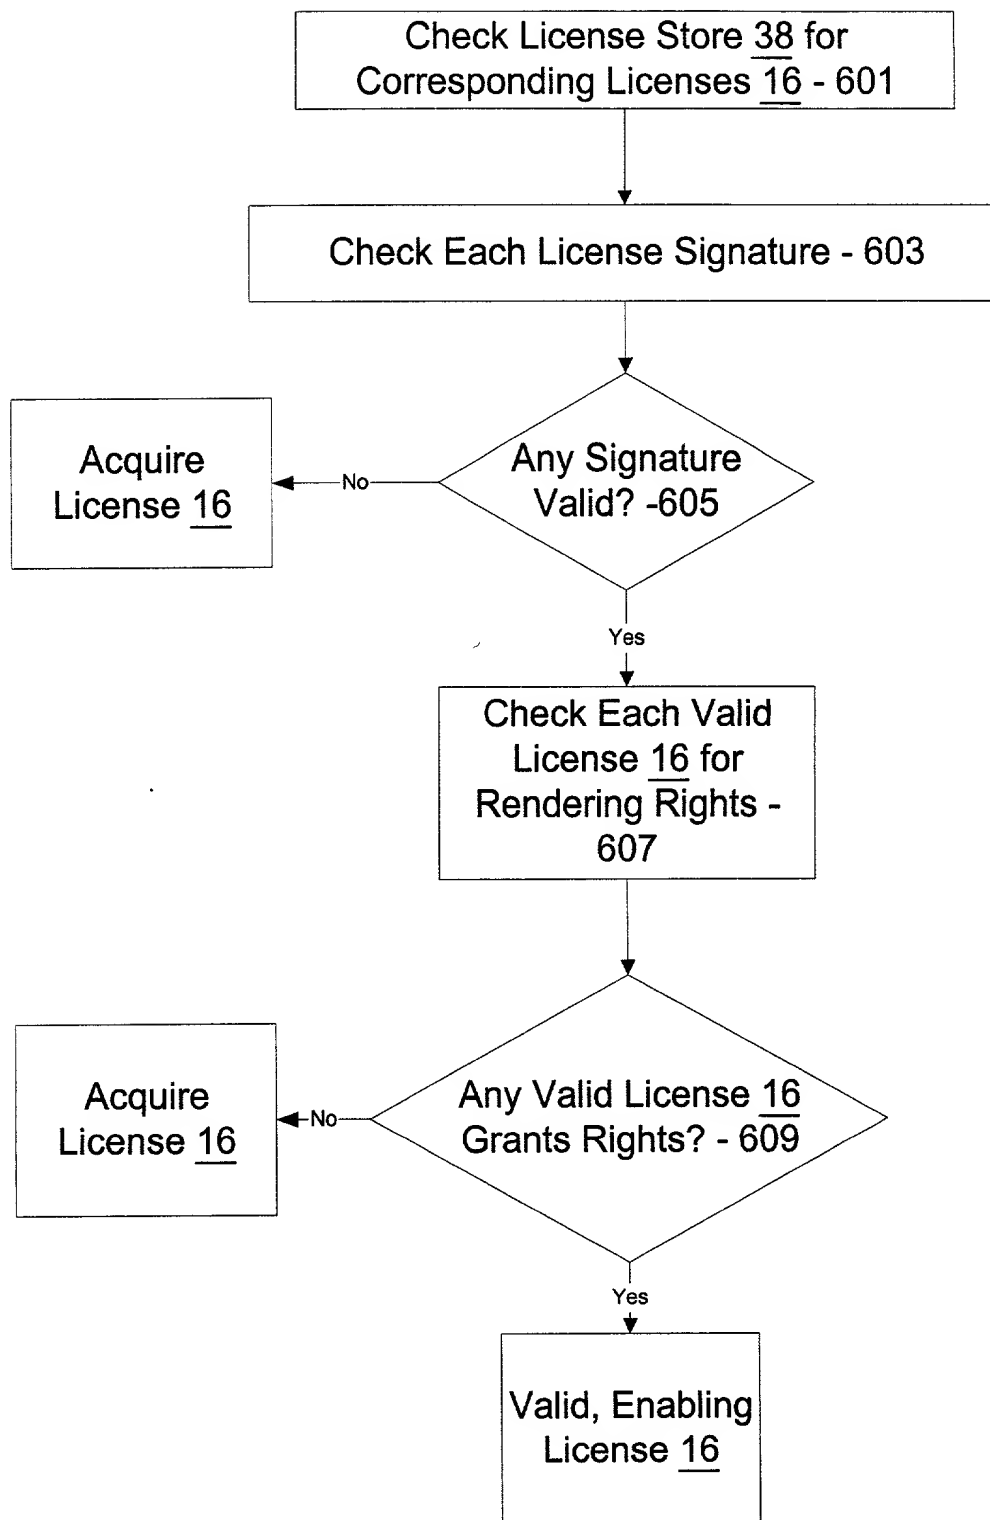 Check License Store 38 for
Corresponding Licenses 16 - 601
Check Each License Signature - 603
Any Signature
Valid? -605
No
Acquire
License 16
Yes
Check Each Valid
License 16 for
Rendering Rights -
607
Any Valid License 16
Grants Rights? - 609
No
Acquire
License 16
Yes
Valid, Enabling
License 16